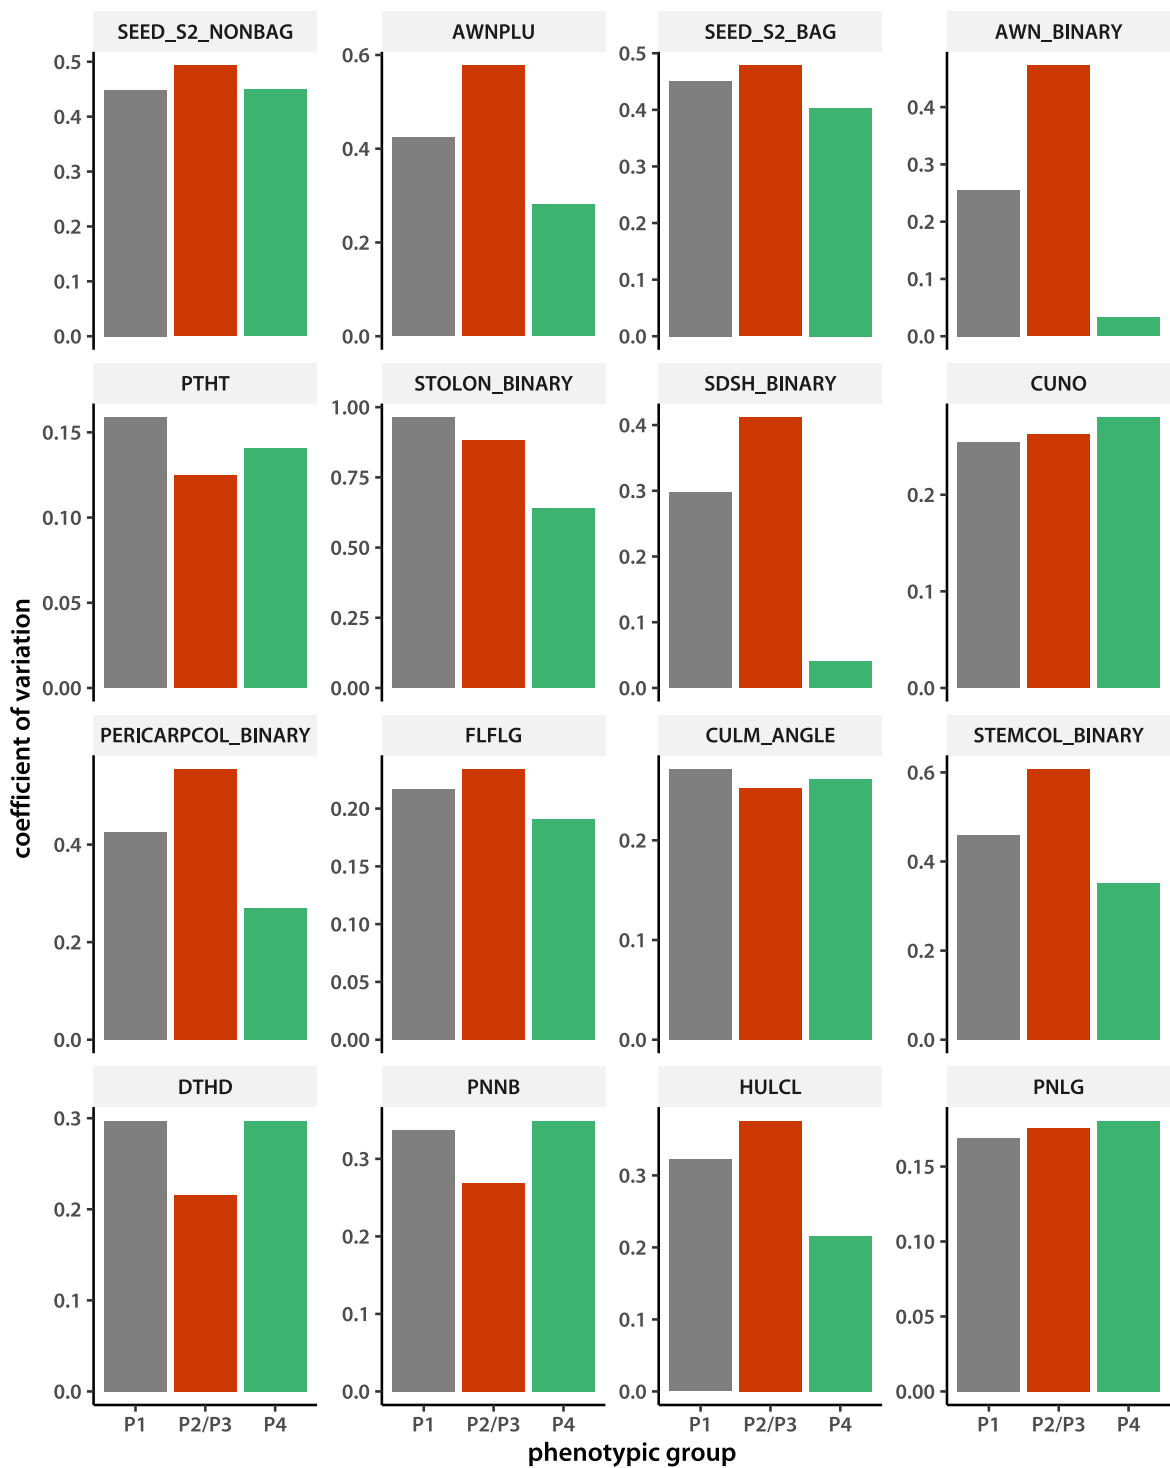 SEED_S2_NONBAG AWNPLU SEED_S2_BAG AWN_BINARY
0.5 0.6 0.5 0.4
0.4 0.4 0.4 0.3
0.3 0.2 0.3 0.2
0.2 0.0 0.2 0.1
0.1 0.1 0.0
0.0 0.0
PTHT STOLON_BINARY SDSH_BINARY CUNO
0.15 1.00 0.4 0.2
0.10 0.75 0.3 0.1
0.05 0.50 0.2 0.0
0.00 0.25 0.1
0.00 0.0
coefficient of variation
PERICARPCOL_BINARY FLFLG CULM_ANGLE STEMCOL_BINARY
0.4 0.20 0.2 0.6
0.2 0.15 0.1 0.4
0.0 0.10 0.0 0.2
0.05 0.0
0.00
DTHD PNNB HULCL PNLG
0.3 0.3 0.3 0.15
0.2 0.2 0.2 0.10
0.1 0.1 0.1 0.05
0.0 0.0 0.0 0.00
P1 P2/P3 P4 P1 P2/P3 P4 P1 P2/P3 P4 P1 P2/P3 P4
phenotypic group